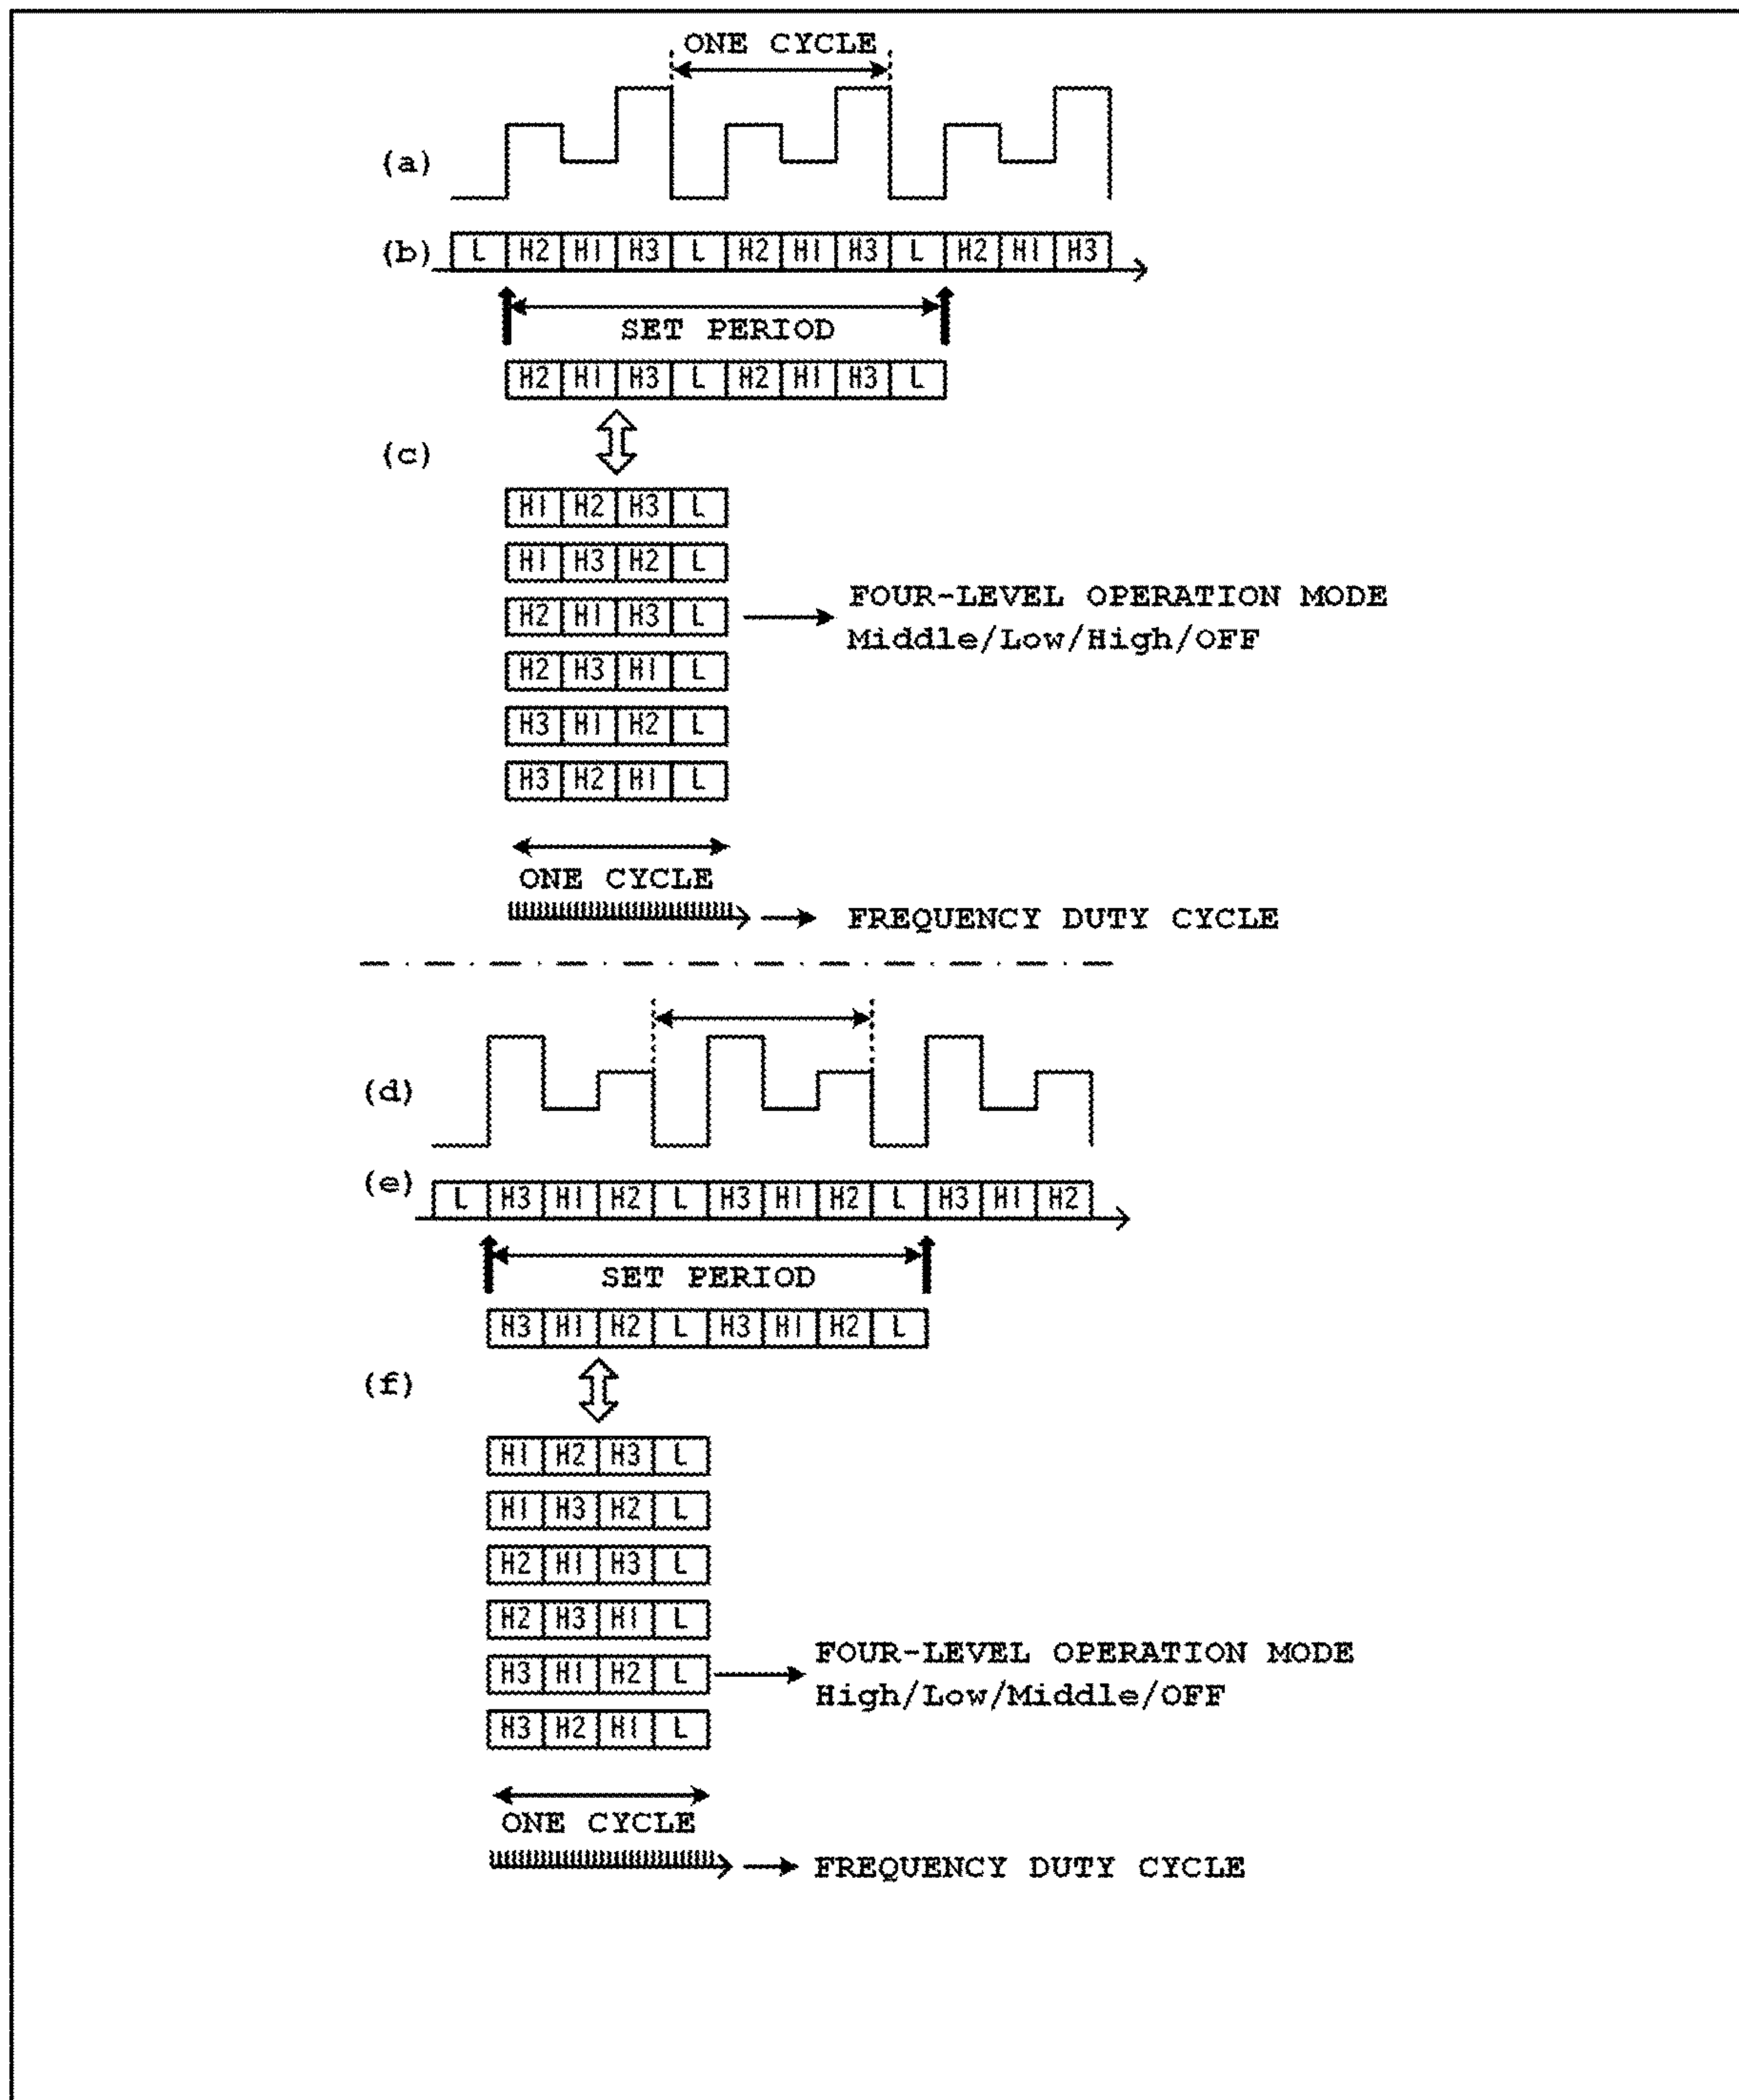 ONE CYCLE
(a)
(b) L H2 H1 H3 L H2 H1 H3 L H2 H1 H3
SET PERIOD
H2 H1 H3 L H2 H1 H3 L
(c)
H1 H2 H3 L
H1 H3 H2 L
H2 H1 H3 L
FOUR-LEVEL OPERATION MODE
Middle/Low/High/OFF
H2 H3 H1 L
H3 H1 H2 L
H3 H2 H1 L
ONE CYCLE
FREQUENCY DUTY CYCLE
(d)
(e) L H3 H1 H2 L H3 H1 H2 L H3 H1 H2
SET PERIOD
H3 H1 H2 L H3 H1 H2 L
(f)
H1 H2 H3 L
H1 H3 H2 L
H2 H1 H3 L
H2 H3 H1 L
H3 H1 H2 L
FOUR-LEVEL OPERATION MODE
High/Low/Middle/OFF
H3 H2 H1 L
ONE CYCLE
FREQUENCY DUTY CYCLE